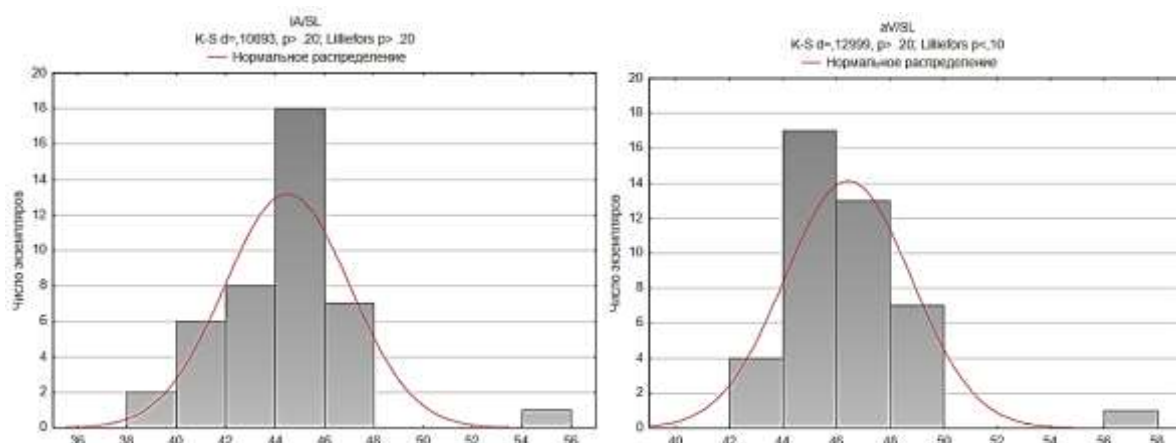 lA/SL
K-S d=,10693, p> .20; Lilliefors p> .20
Нормальное распределение
20
18
16
14
12
10
8
6
4
2
0
Число экземпляров
36 38 40 42 44 46 48 50 52 54 56
aV/SL
K-S d=,12999, p> .20; Lilliefors p<,10
Нормальное распределение
20
18
16
14
12
10
8
6
4
2
0
Число экземпляров
40 42 44 46 48 50 52 54 56 58